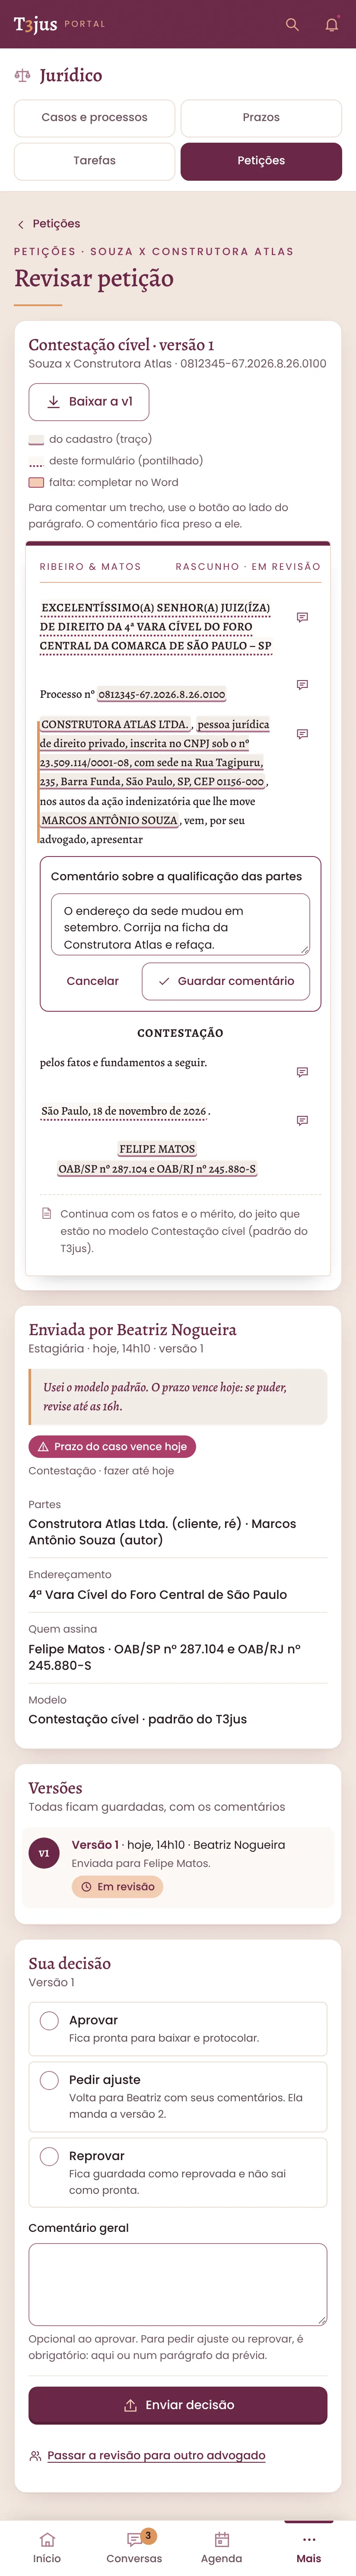 T3jus PORTAL
Jurídico
Casos e processos
Prazos
Tarefas
Petições
Petições
PETIÇÕES · SOUZA X CONSTRUTORA ATLAS
Revisar petição
Contestação cível · versão 1
Souza x Construtora Atlas · 0812345-67.2026.8.26.0100
Baixar a v1
do cadastro (traço)
deste formulário (pontilhado)
falta: completar no Word
Para comentar um trecho, use o botão ao lado do
parágrafo. O comentário fica preso a ele.
RIBEIRO & MATOS
RASCUNHO · EM REVISÃO
EXCELENTÍSSIMO(A) SENHOR(A) JUIZ(ÍZA)
DE DIREITO DA 4ª VARA CÍVEL DO FORO
CENTRAL DA COMARCA DE SÃO PAULO – SP
Processo nº 0812345-67.2026.8.26.0100
CONSTRUTORA ATLAS LTDA. , pessoa jurídica
de direito privado, inscrita no CNPJ sob o nº
23.509.114/0001-08, com sede na Rua Tagipuru,
235, Barra Funda, São Paulo, SP, CEP 01156-000 ,
nos autos da ação indenizatória que lhe move
MARCOS ANTÔNIO SOUZA , vem, por seu
advogado, apresentar
Comentário sobre a qualificação das partes
O endereço da sede mudou em
setembro. Corrija na ficha da
Construtora Atlas e refaça.
Cancelar
Guardar comentário
CONTESTAÇÃO
pelos fatos e fundamentos a seguir.
São Paulo, 18 de novembro de 2026 .
FELIPE MATOS
OAB/SP nº 287.104 e OAB/RJ nº 245.880-S
Continua com os fatos e o mérito, do jeito que
estão no modelo Contestação cível (padrão do
T3jus).
Enviada por Beatriz Nogueira
Estagiária · hoje, 14h10 · versão 1
Usei o modelo padrão. O prazo vence hoje: se puder,
revise até as 16h.
Prazo do caso vence hoje
Contestação · fazer até hoje
Partes
Construtora Atlas Ltda. (cliente, ré) · Marcos
Antônio Souza (autor)
Endereçamento
4ª Vara Cível do Foro Central de São Paulo
Quem assina
Felipe Matos · OAB/SP nº 287.104 e OAB/RJ nº
245.880-S
Modelo
Contestação cível · padrão do T3jus
Versões
Todas ficam guardadas, com os comentários
v1
Versão 1 · hoje, 14h10 · Beatriz Nogueira
Enviada para Felipe Matos.
Em revisão
Sua decisão
Versão 1
Aprovar
Fica pronta para baixar e protocolar.
Pedir ajuste
Volta para Beatriz com seus comentários. Ela
manda a versão 2.
Reprovar
Fica guardada como reprovada e não sai
como pronta.
Comentário geral
Opcional ao aprovar. Para pedir ajuste ou reprovar, é
obrigatório: aqui ou num parágrafo da prévia.
Enviar decisão
Passar a revisão para outro advogado
Início
Conversas
3
Agenda
Mais